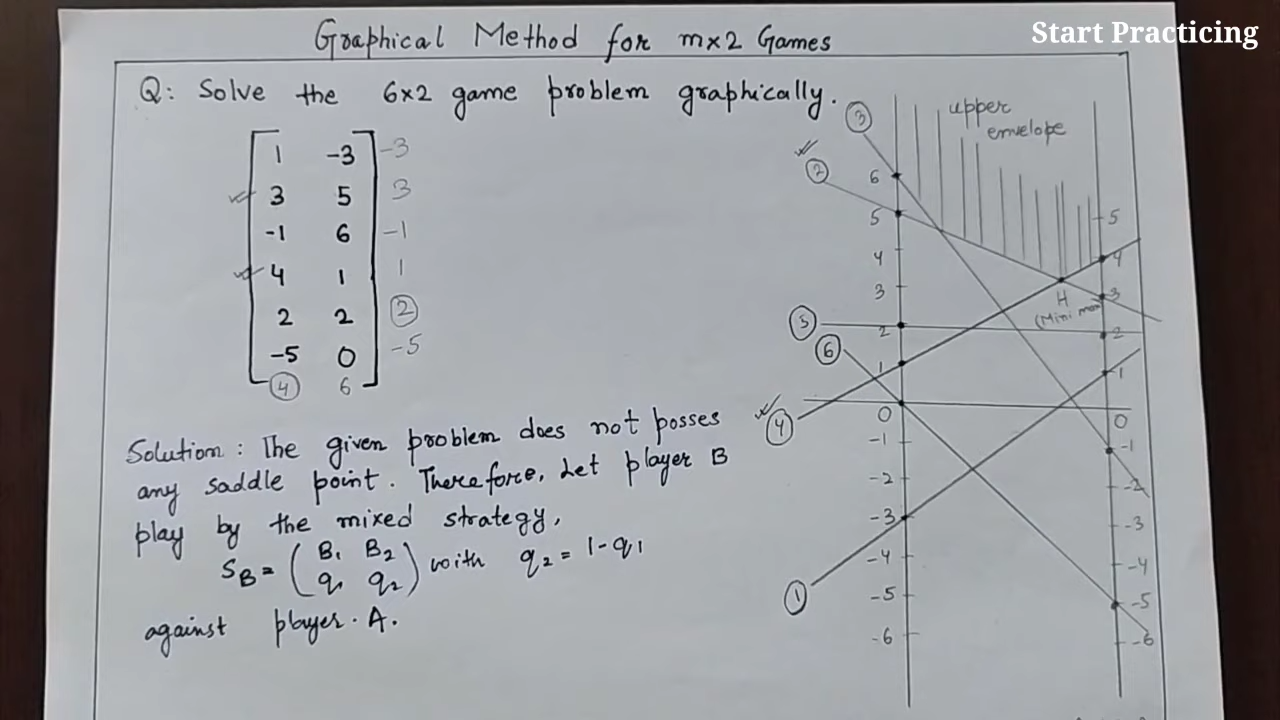 Graphical Method for m×2 Games
Start Practicing
Q: Solve the 6×2 game problem graphically.
1 -3 -3
3 5 3
-1 6 -1
4 1 1
2 2 2
-5 0 -5
4 6
Solution: The given problem does not posses
any saddle point. Therefore, Let player B
play by the mixed strategy,
S_B = ( B₁ B₂
q₁ q₂ ) with q₂ = 1-q₁
against player. A.
upper
envelope
3
2
5
6
4
1
6
5
4
3
2
1
0
-1
-2
-3
-4
-5
-6
5
4
3
2
1
0
-1
-2
-3
-4
-5
-6
H
(Mini max)